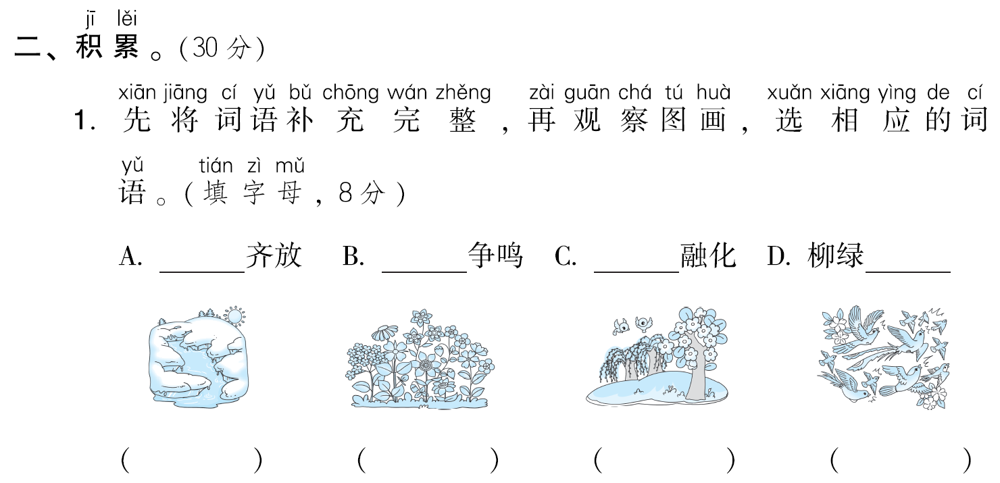 jī lěi
二、积累。(30分)
xiān jiāng cí yǔ bǔ chōng wán zhěng zài guān chá tú huà xuǎn xiāng yìng de cí
1. 先将词语补充完整,再观察图画,选相应的词
yǔ tián zì mǔ
语。(填字母,8分)
A. ______齐放 B. ______争鸣 C. ______融化 D. 柳绿______
( ) ( ) ( ) ( )